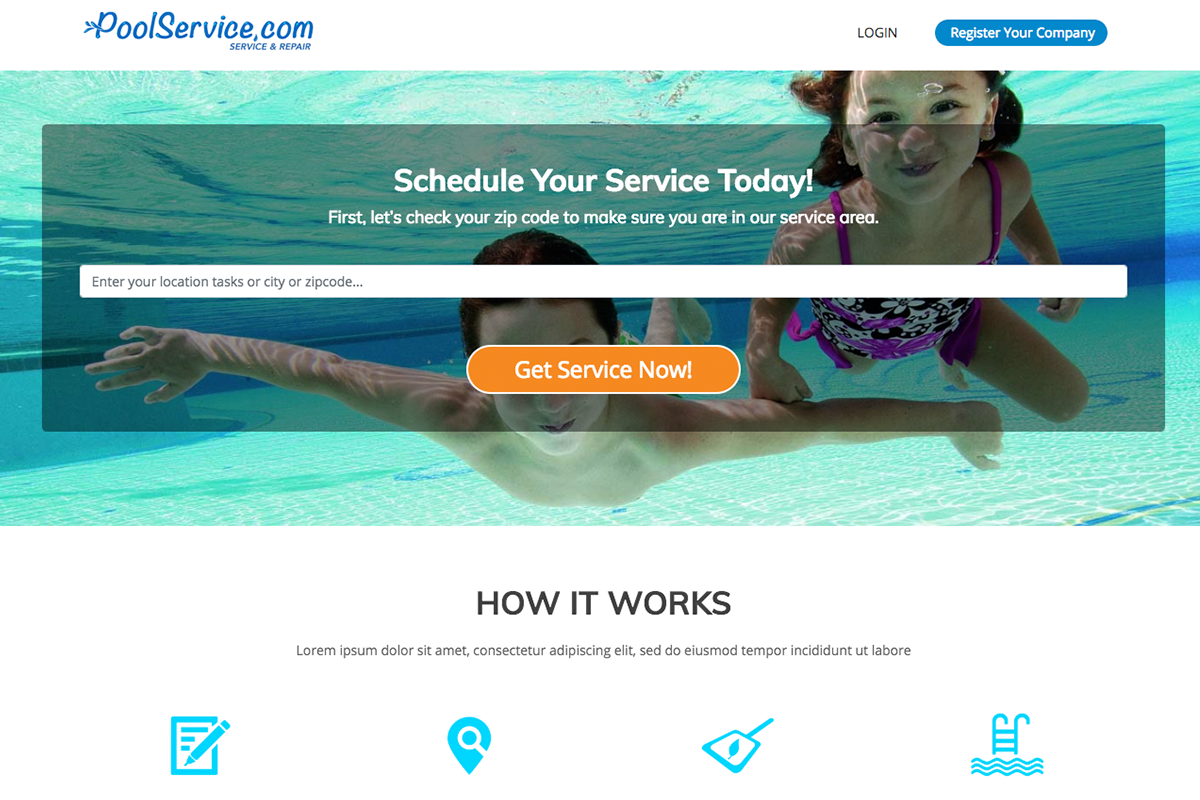 PoolService.com
SERVICE & REPAIR
LOGIN
Register Your Company
Schedule Your Service Today!
First, let's check your zip code to make sure you are in our service area.
Enter your location tasks or city or zipcode...
Get Service Now!
HOW IT WORKS
Lorem ipsum dolor sit amet, consectetur adipiscing elit, sed do eiusmod tempor incididunt ut labore